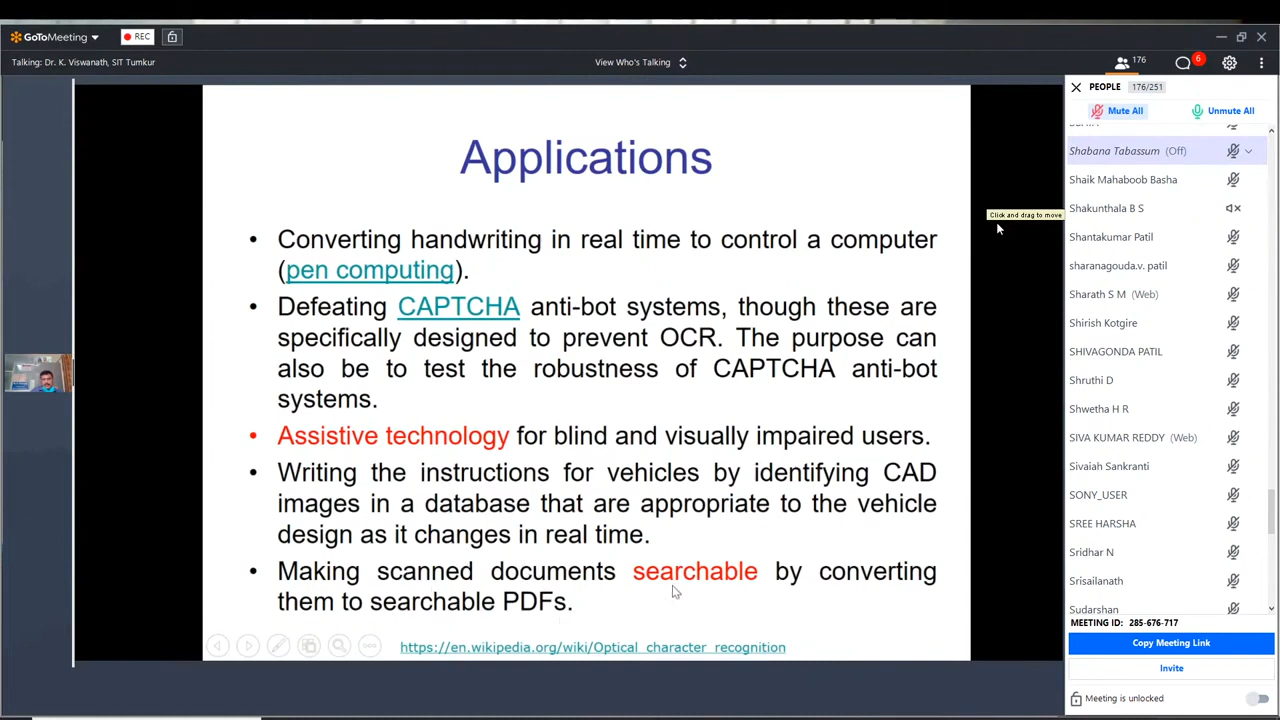 GoToMeeting
REC
Talking: Dr. K. Viswanath, SIT Tumkur
View Who's Talking
176
6
PEOPLE 176/251
Mute All
Unmute All
Shabana Tabassum (Off)
Shaik Mahaboob Basha
Shakunthala B S
Shantakumar Patil
sharanagouda.v. patil
Sharath S M (Web)
Shirish Kotgire
SHIVAGONDA PATIL
Shruthi D
Shwetha H R
SIVA KUMAR REDDY (Web)
Sivaiah Sankranti
SONY_USER
SREE HARSHA
Sridhar N
Srisailanath
Sudarshan
MEETING ID: 285-676-717
Copy Meeting Link
Invite
Meeting is unlocked
Click and drag to move
Applications
• Converting handwriting in real time to control a computer
(pen computing).
• Defeating CAPTCHA anti-bot systems, though these are
specifically designed to prevent OCR. The purpose can
also be to test the robustness of CAPTCHA anti-bot
systems.
• Assistive technology for blind and visually impaired users.
• Writing the instructions for vehicles by identifying CAD
images in a database that are appropriate to the vehicle
design as it changes in real time.
• Making scanned documents searchable by converting
them to searchable PDFs.
https://en.wikipedia.org/wiki/Optical_character_recognition